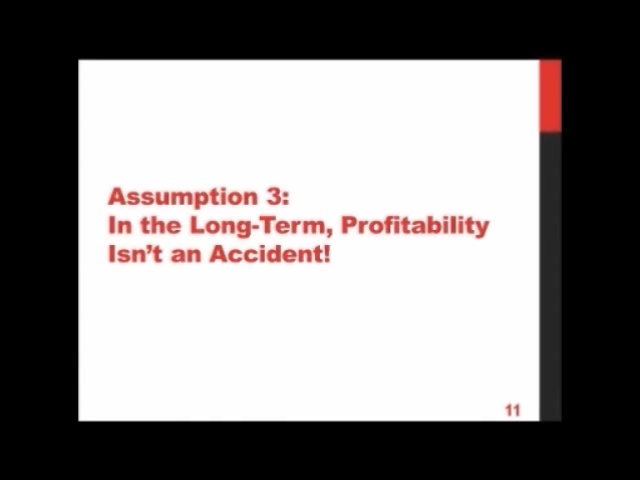 Assumption 3:
In the Long-Term, Profitability
Isn't an Accident!
11